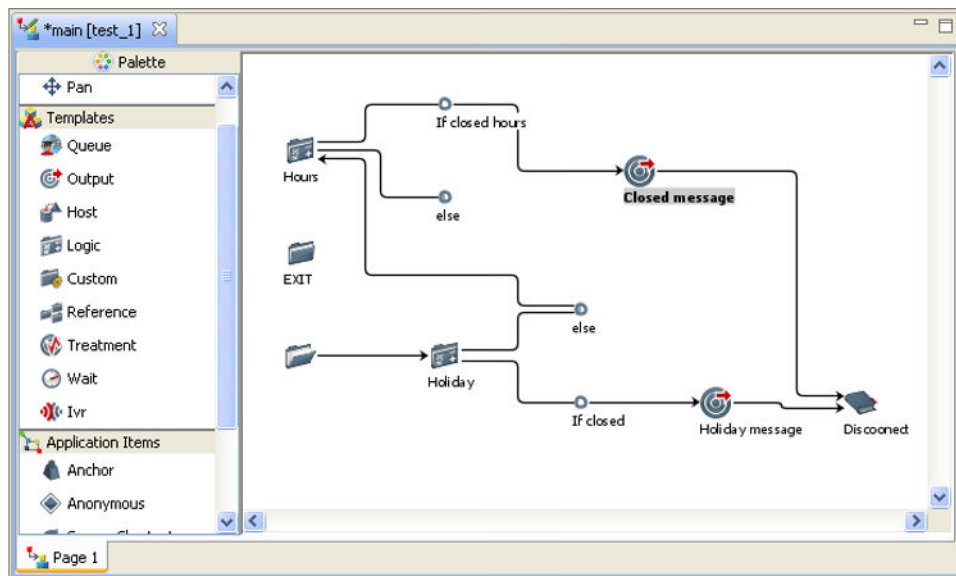 *main [test_1]
Palette
Pan
Templates
Queue
Output
Host
Logic
Custom
Reference
Treatment
Wait
Ivr
Application Items
Anchor
Anonymous
Page 1
If closed hours
Hours
Closed message
else
EXIT
else
Holiday
If closed
Holiday message
Discoonect